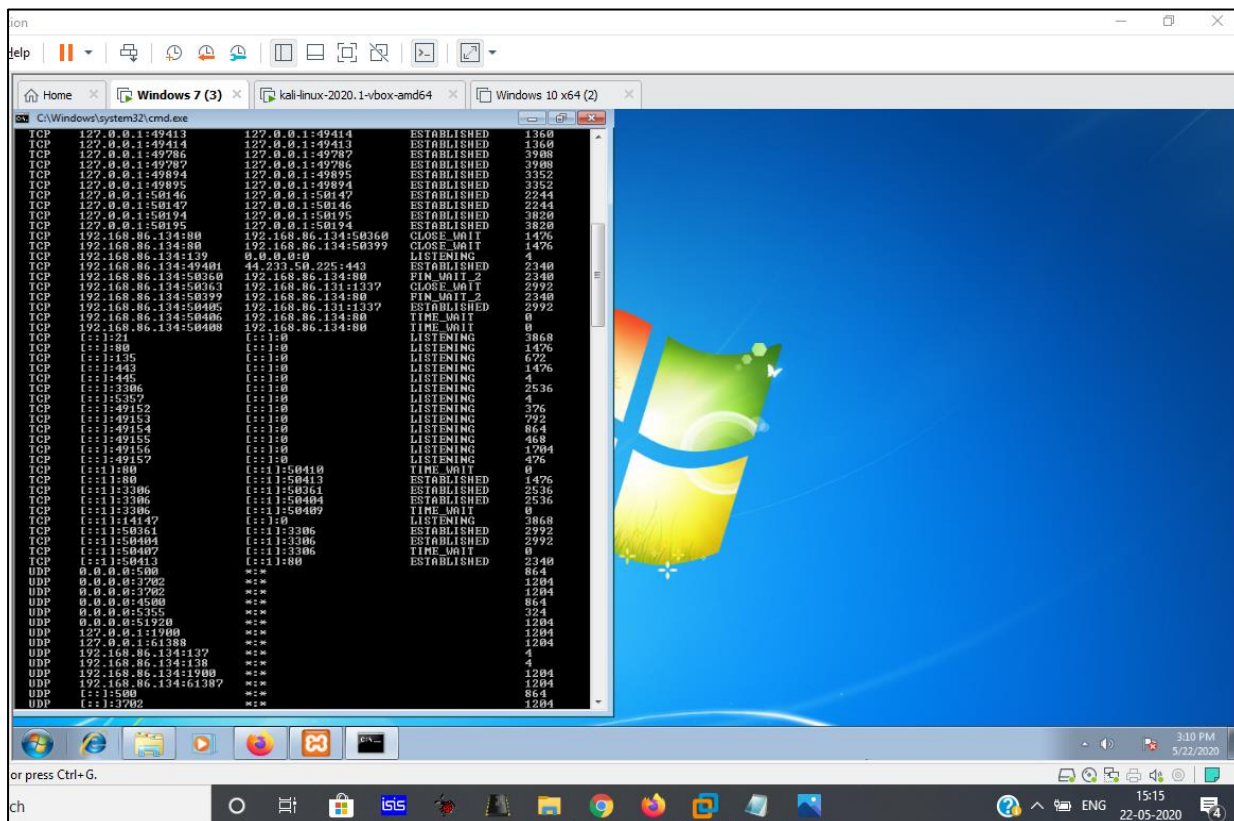 ion
Help
Home Windows 7 (3) kali-linux-2020.1-vbox-amd64 Windows 10 x64 (2)
C:\Windows\system32\cmd.exe
TCP 127.0.0.1:49413 127.0.0.1:49414 ESTABLISHED 1360
TCP 127.0.0.1:49414 127.0.0.1:49413 ESTABLISHED 1360
TCP 127.0.0.1:49786 127.0.0.1:49787 ESTABLISHED 3908
TCP 127.0.0.1:49787 127.0.0.1:49786 ESTABLISHED 3908
TCP 127.0.0.1:49894 127.0.0.1:49895 ESTABLISHED 3352
TCP 127.0.0.1:49895 127.0.0.1:49894 ESTABLISHED 3352
TCP 127.0.0.1:50146 127.0.0.1:50147 ESTABLISHED 2244
TCP 127.0.0.1:50147 127.0.0.1:50146 ESTABLISHED 2244
TCP 127.0.0.1:50194 127.0.0.1:50195 ESTABLISHED 3820
TCP 127.0.0.1:50195 127.0.0.1:50194 ESTABLISHED 3820
TCP 192.168.86.134:80 192.168.86.134:50360 CLOSE_WAIT 1476
TCP 192.168.86.134:80 192.168.86.134:50399 CLOSE_WAIT 1476
TCP 192.168.86.134:139 0.0.0.0:0 LISTENING 4
TCP 192.168.86.134:49401 44.233.50.225:443 ESTABLISHED 2340
TCP 192.168.86.134:50360 192.168.86.134:80 FIN_WAIT_2 2340
TCP 192.168.86.134:50363 192.168.86.131:1337 CLOSE_WAIT 2992
TCP 192.168.86.134:50399 192.168.86.134:80 FIN_WAIT_2 2340
TCP 192.168.86.134:50405 192.168.86.131:1337 ESTABLISHED 2992
TCP 192.168.86.134:50406 192.168.86.134:80 TIME_WAIT 0
TCP 192.168.86.134:50408 192.168.86.134:80 TIME_WAIT 0
TCP [::]:21 [::]:0 LISTENING 3868
TCP [::]:80 [::]:0 LISTENING 1476
TCP [::]:135 [::]:0 LISTENING 672
TCP [::]:443 [::]:0 LISTENING 1476
TCP [::]:445 [::]:0 LISTENING 4
TCP [::]:3306 [::]:0 LISTENING 2536
TCP [::]:5357 [::]:0 LISTENING 4
TCP [::]:49152 [::]:0 LISTENING 376
TCP [::]:49153 [::]:0 LISTENING 792
TCP [::]:49154 [::]:0 LISTENING 864
TCP [::]:49155 [::]:0 LISTENING 468
TCP [::]:49156 [::]:0 LISTENING 1704
TCP [::]:49157 [::]:0 LISTENING 476
TCP [::1]:80 [::1]:50410 TIME_WAIT 0
TCP [::1]:80 [::1]:50413 ESTABLISHED 1476
TCP [::1]:3306 [::1]:50361 ESTABLISHED 2536
TCP [::1]:3306 [::1]:50404 ESTABLISHED 2536
TCP [::1]:3306 [::1]:50409 TIME_WAIT 0
TCP [::1]:14147 [::]:0 LISTENING 3868
TCP [::1]:50361 [::1]:3306 ESTABLISHED 2992
TCP [::1]:50404 [::1]:3306 ESTABLISHED 2992
TCP [::1]:50407 [::1]:3306 TIME_WAIT 0
TCP [::1]:50413 [::1]:80 ESTABLISHED 2340
UDP 0.0.0.0:500 *:* 864
UDP 0.0.0.0:3702 *:* 1204
UDP 0.0.0.0:3702 *:* 1204
UDP 0.0.0.0:4500 *:* 864
UDP 0.0.0.0:5355 *:* 324
UDP 0.0.0.0:51920 *:* 1204
UDP 127.0.0.1:1900 *:* 1204
UDP 127.0.0.1:61388 *:* 1204
UDP 192.168.86.134:137 *:* 4
UDP 192.168.86.134:138 *:* 4
UDP 192.168.86.134:1900 *:* 1204
UDP 192.168.86.134:61387 *:* 1204
UDP [::]:500 *:* 864
UDP [::]:3702 *:* 1204
3:10 PM
5/22/2020
or press Ctrl+G.
ch
isis
ENG
15:15
22-05-2020
4